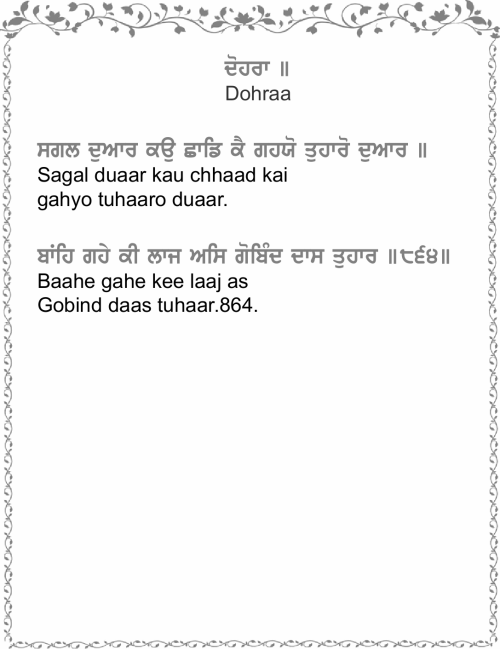 ਦੋਹਰਾ ॥
Dohraa
ਸਗਲ ਦੁਆਰ ਕਉ ਛਾਡਿ ਕੈ ਗਹਯੋ ਤੁਹਾਰੋ ਦੁਆਰ ॥
Sagal duaar kau chhaad kai
gahyo tuhaaro duaar.
ਬਾਂਹਿ ਗਹੇ ਕੀ ਲਾਜ ਅਸਿ ਗੋਬਿੰਦ ਦਾਸ ਤੁਹਾਰ ॥੮੬੪॥
Baahe gahe kee laaj as
Gobind daas tuhaar.864.